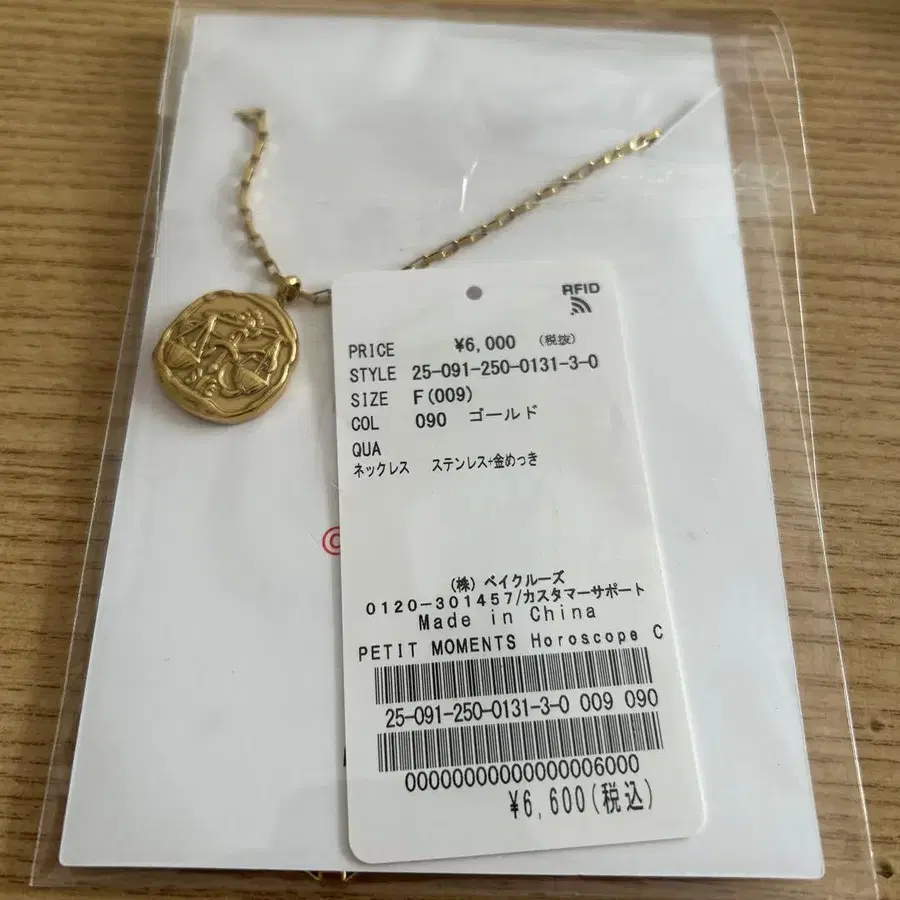 RFID
PRICE ¥6,000 (税抜)
STYLE 25-091-250-0131-3-0
SIZE F(009)
COL 090 ゴールド
QUA
ネックレス ステンレス+金めっき
(株) ベイクルーズ
0120-301457/カスタマーサポート
Made in China
PETIT MOMENTS Horoscope C
25-091-250-0131-3-0 009 090
00000000000000006000
¥6,600(税込)